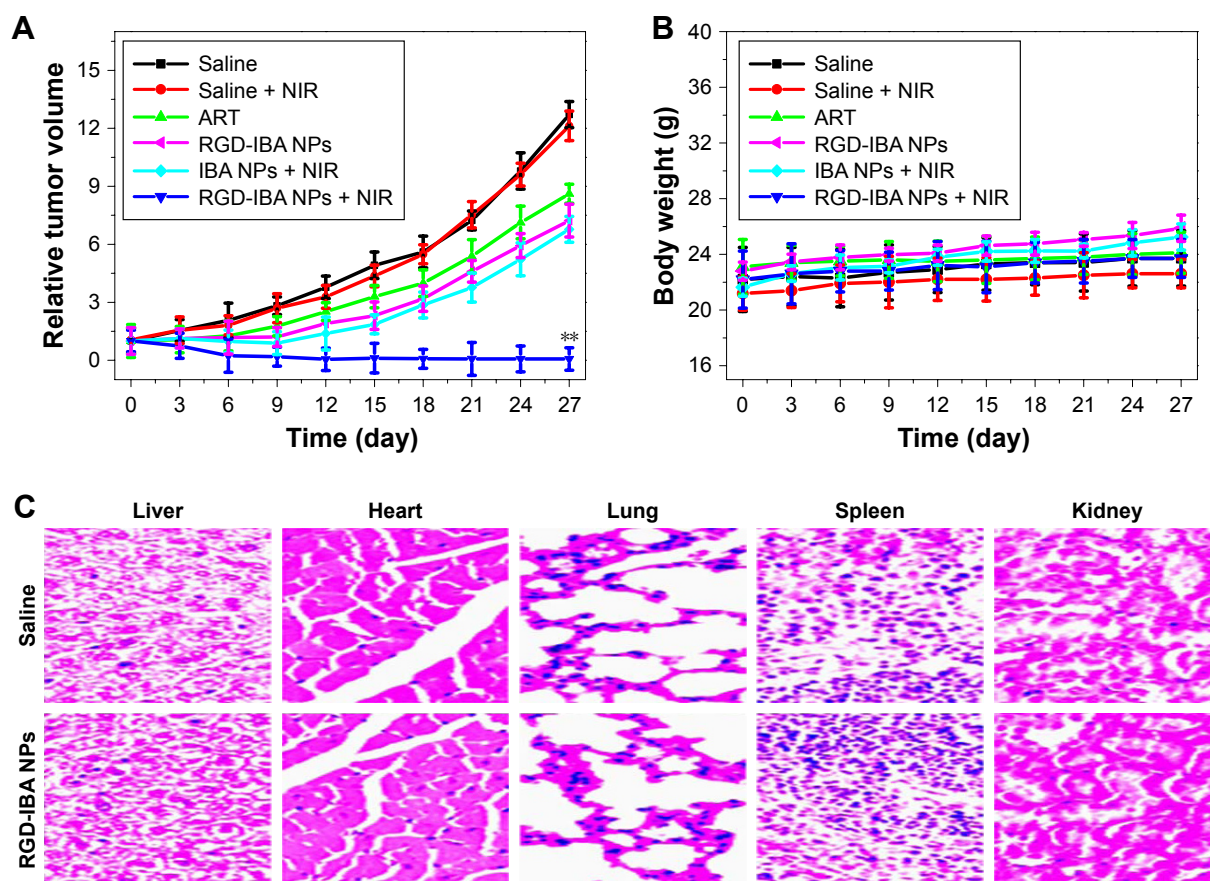 A
Relative tumor volume
15
12
9
6
3
0
Saline
Saline + NIR
ART
RGD-IBA NPs
IBA NPs + NIR
RGD-IBA NPs + NIR
**
0 3 6 9 12 15 18 21 24 27
Time (day)
B
Body weight (g)
40
36
32
28
24
20
16
Saline
Saline + NIR
ART
RGD-IBA NPs
IBA NPs + NIR
RGD-IBA NPs + NIR
0 3 6 9 12 15 18 21 24 27
Time (day)
C
Liver Heart Lung Spleen Kidney
Saline
RGD-IBA NPs